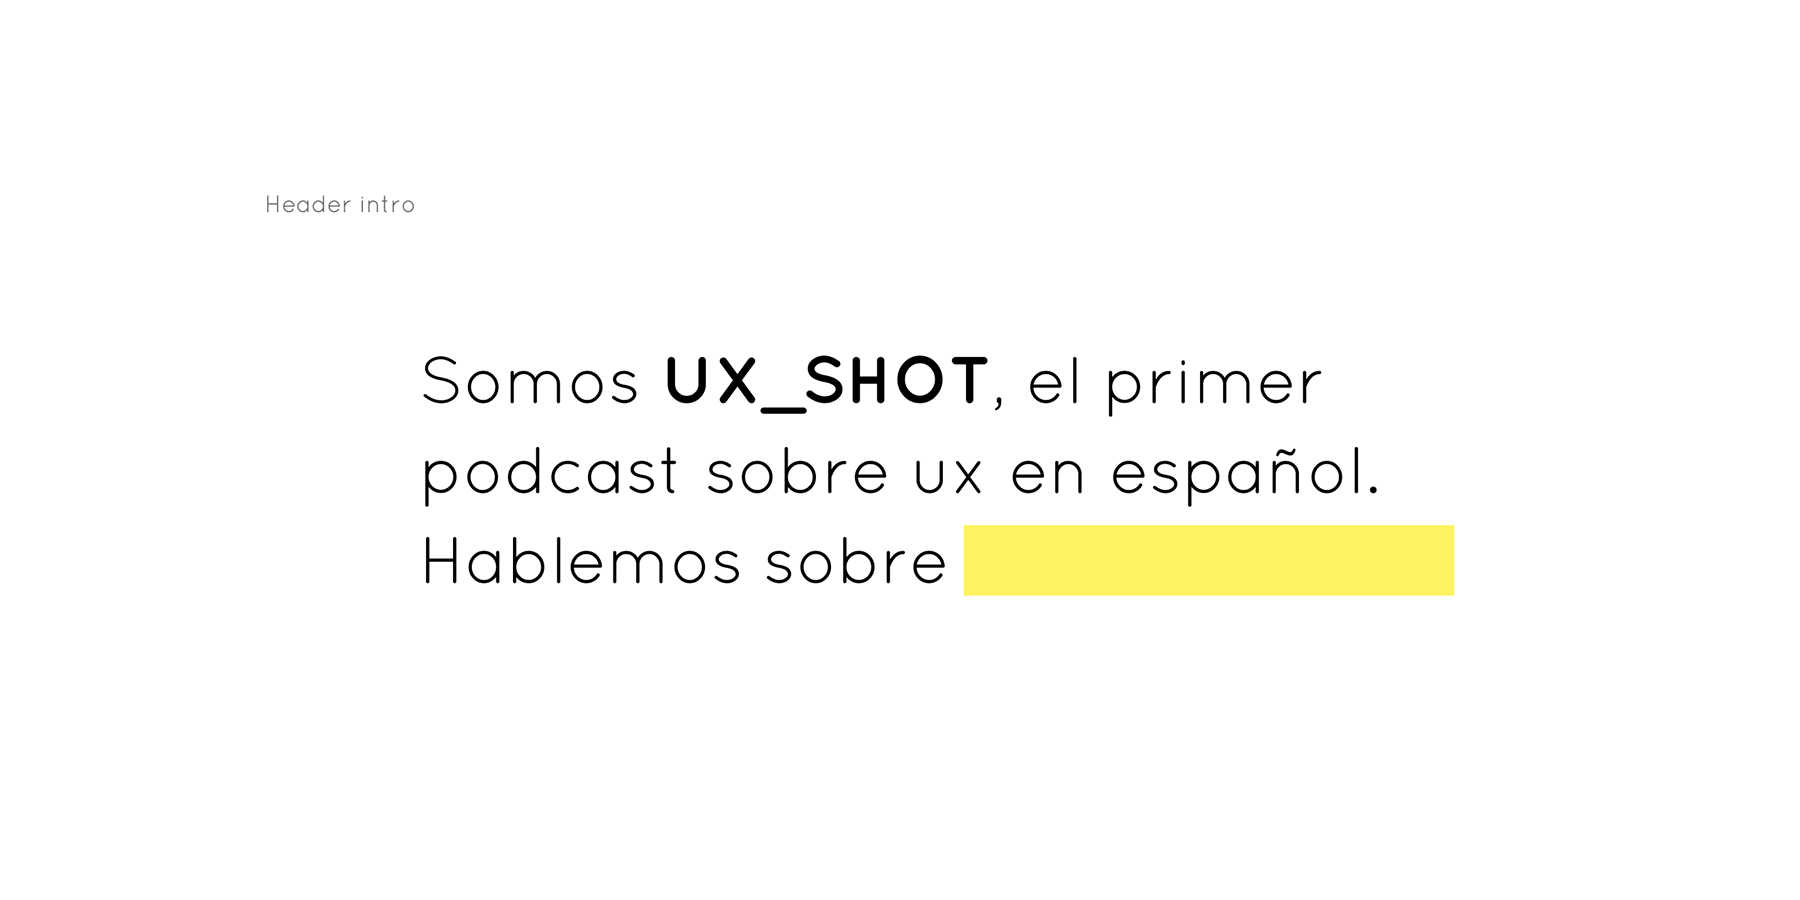 Header intro
Somos UX_SHOT, el primer
podcast sobre ux en español.
Hablemos sobre